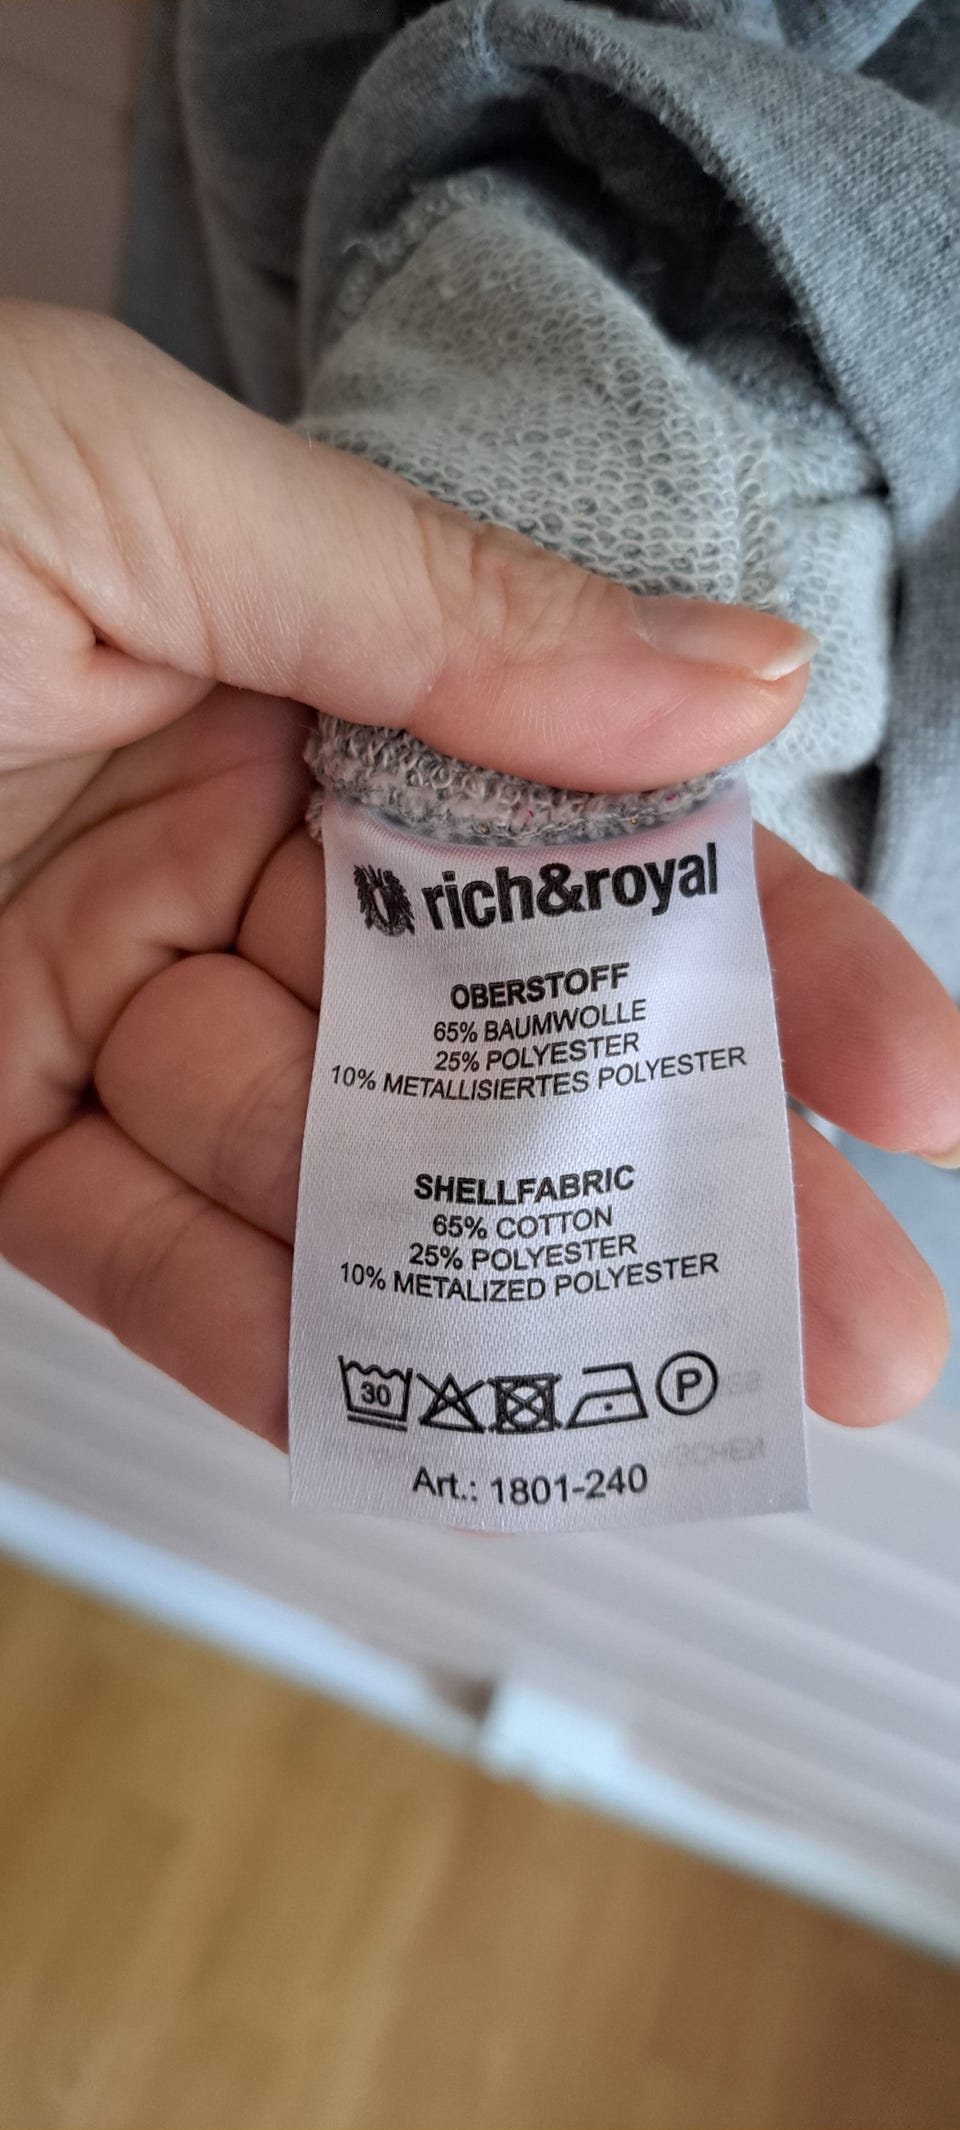 rich&royal
OBERSTOFF
65% BAUMWOLLE
25% POLYESTER
10% METALLISIERTES POLYESTER
SHELLFABRIC
65% COTTON
25% POLYESTER
10% METALIZED POLYESTER
30 P
Art.: 1801-240